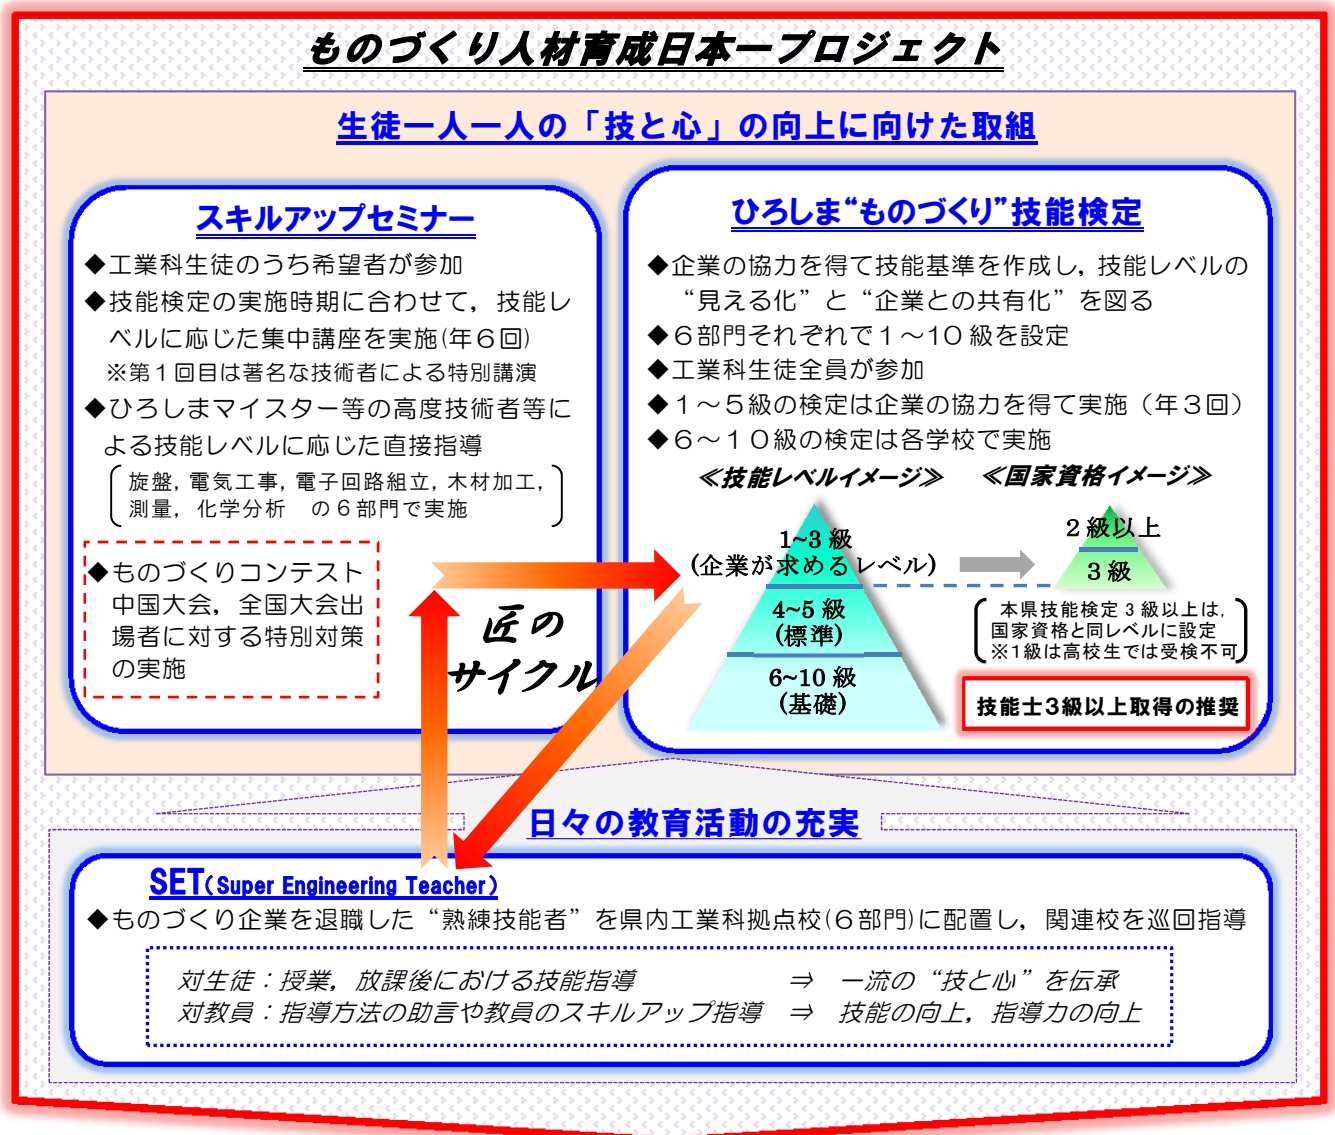 ものづくり人材育成日本一プロジェクト
生徒一人一人の「技と心」の向上に向けた取組
スキルアップセミナー
◆工業科生徒のうち希望者が参加
◆技能検定の実施時期に合わせて，技能レ
ベルに応じた集中講座を実施(年６回)
※第１回目は著名な技術者による特別講演
◆ひろしまマイスター等の高度技術者等に
よる技能レベルに応じた直接指導
旋盤，電気工事，電子回路組立，木材加工，
測量，化学分析　の６部門で実施
◆ものづくりコンテスト
中国大会，全国大会出
場者に対する特別対策
の実施
匠の
サイクル
ひろしま“ものづくり”技能検定
◆企業の協力を得て技能基準を作成し，技能レベルの
“見える化”と“企業との共有化”を図る
◆６部門それぞれで１～10 級を設定
◆工業科生徒全員が参加
◆１～５級の検定は企業の協力を得て実施（年３回）
◆６～１０級の検定は各学校で実施
≪技能レベルイメージ≫
1~3 級
(企業が求めるレベル)
4~5 級
(標準)
6~10 級
(基礎)
≪国家資格イメージ≫
２級以上
３級
本県技能検定３級以上は，
国家資格と同レベルに設定
※1級は高校生では受検不可
技能士３級以上取得の推奨
日々の教育活動の充実
SET（Super Engineering Teacher）
◆ものづくり企業を退職した“熟練技能者”を県内工業科拠点校(６部門)に配置し，関連校を巡回指導
対生徒：授業，放課後における技能指導　⇒　一流の“技と心”を伝承
対教員：指導方法の助言や教員のスキルアップ指導　⇒　技能の向上，指導力の向上